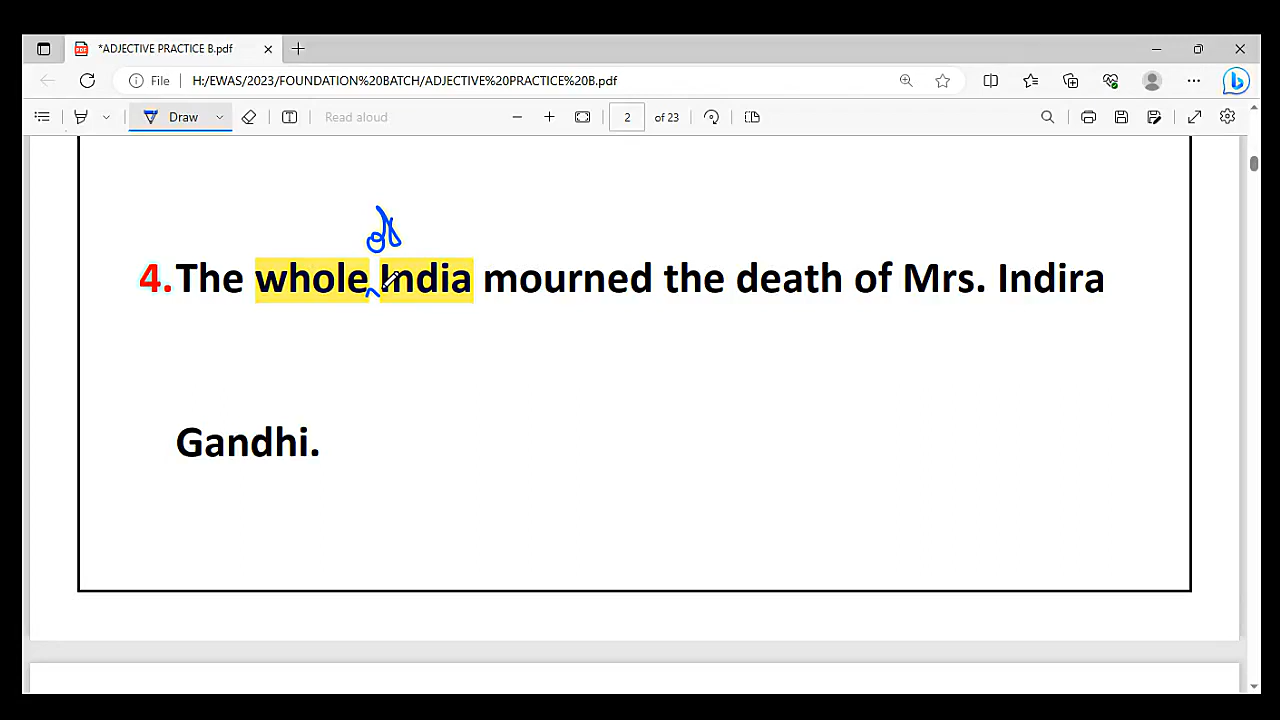 *ADJECTIVE PRACTICE B.pdf
File H:/EWAS/2023/FOUNDATION%20BATCH/ADJECTIVE%20PRACTICE%20B.pdf
Draw Read aloud 2 of 23
of
4.The whole India mourned the death of Mrs. Indira
Gandhi.